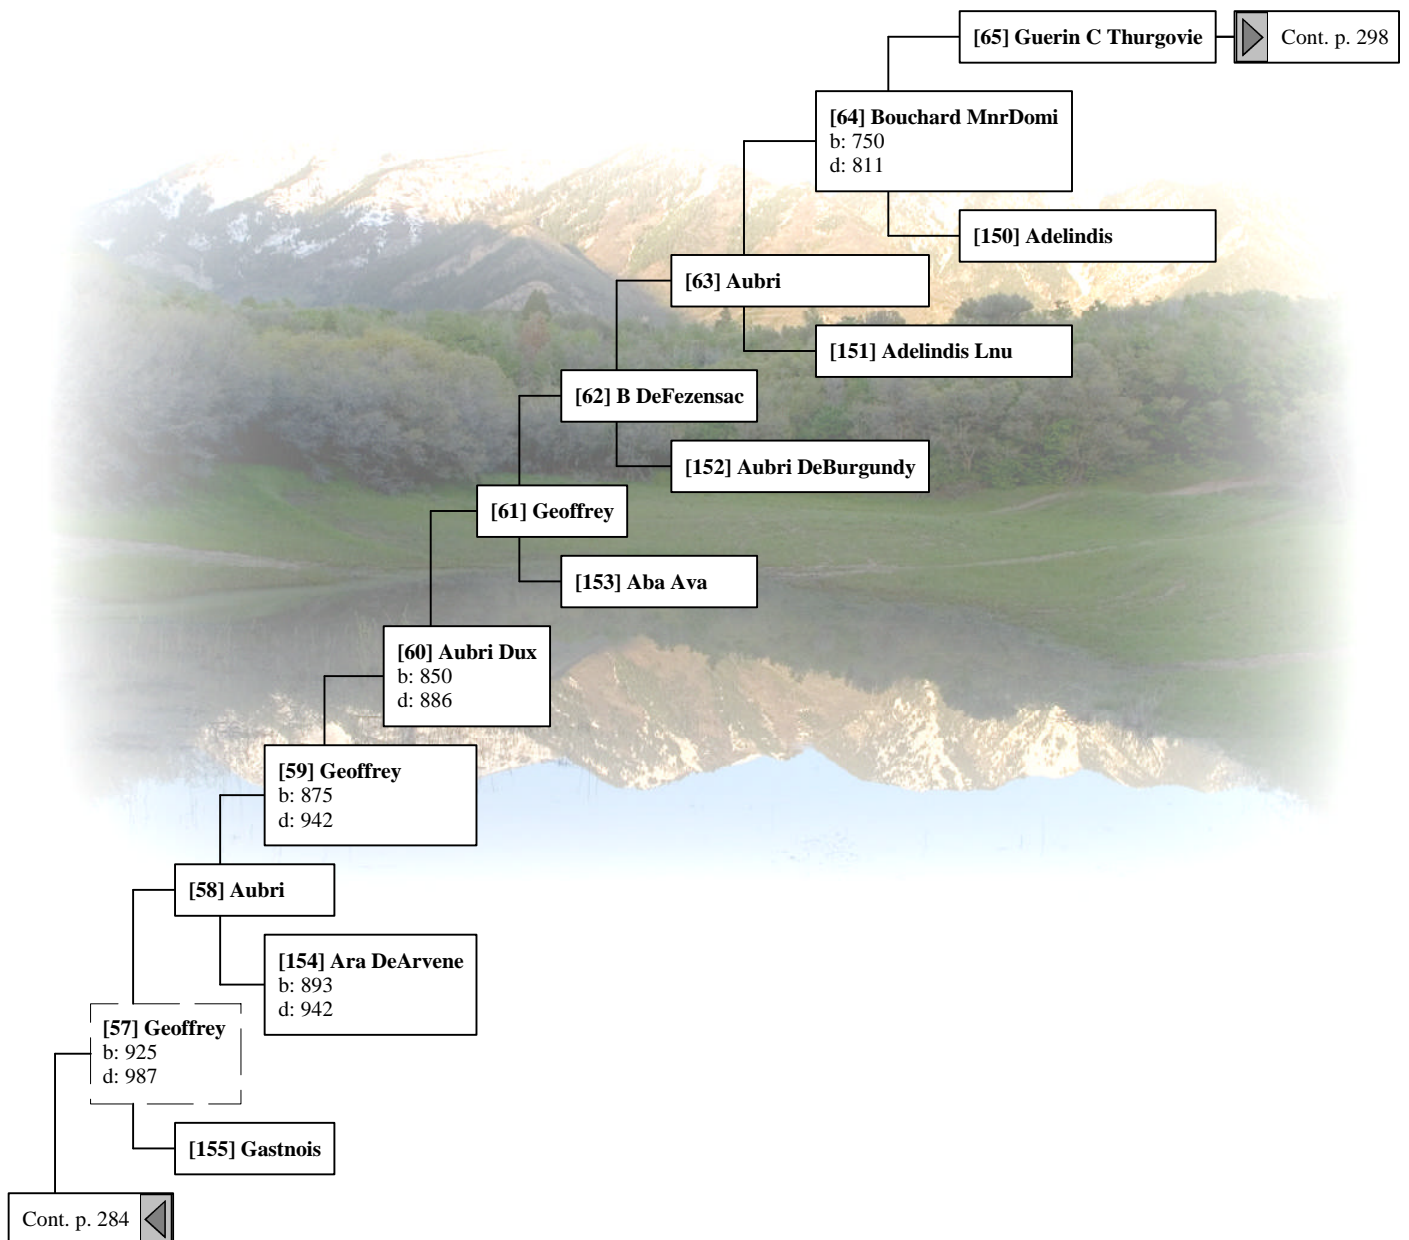 [65] Guerin C Thurgovie
Cont. p. 298
[64] Bouchard MnrDomi
b: 750
d: 811
[150] Adelindis
[63] Aubri
[151] Adelindis Lnu
[62] B DeFezensac
[152] Aubri DeBurgundy
[61] Geoffrey
[153] Aba Ava
[60] Aubri Dux
b: 850
d: 886
[59] Geoffrey
b: 875
d: 942
[58] Aubri
[154] Ara DeArvene
b: 893
d: 942
[57] Geoffrey
b: 925
d: 987
[155] Gastnois
Cont. p. 284